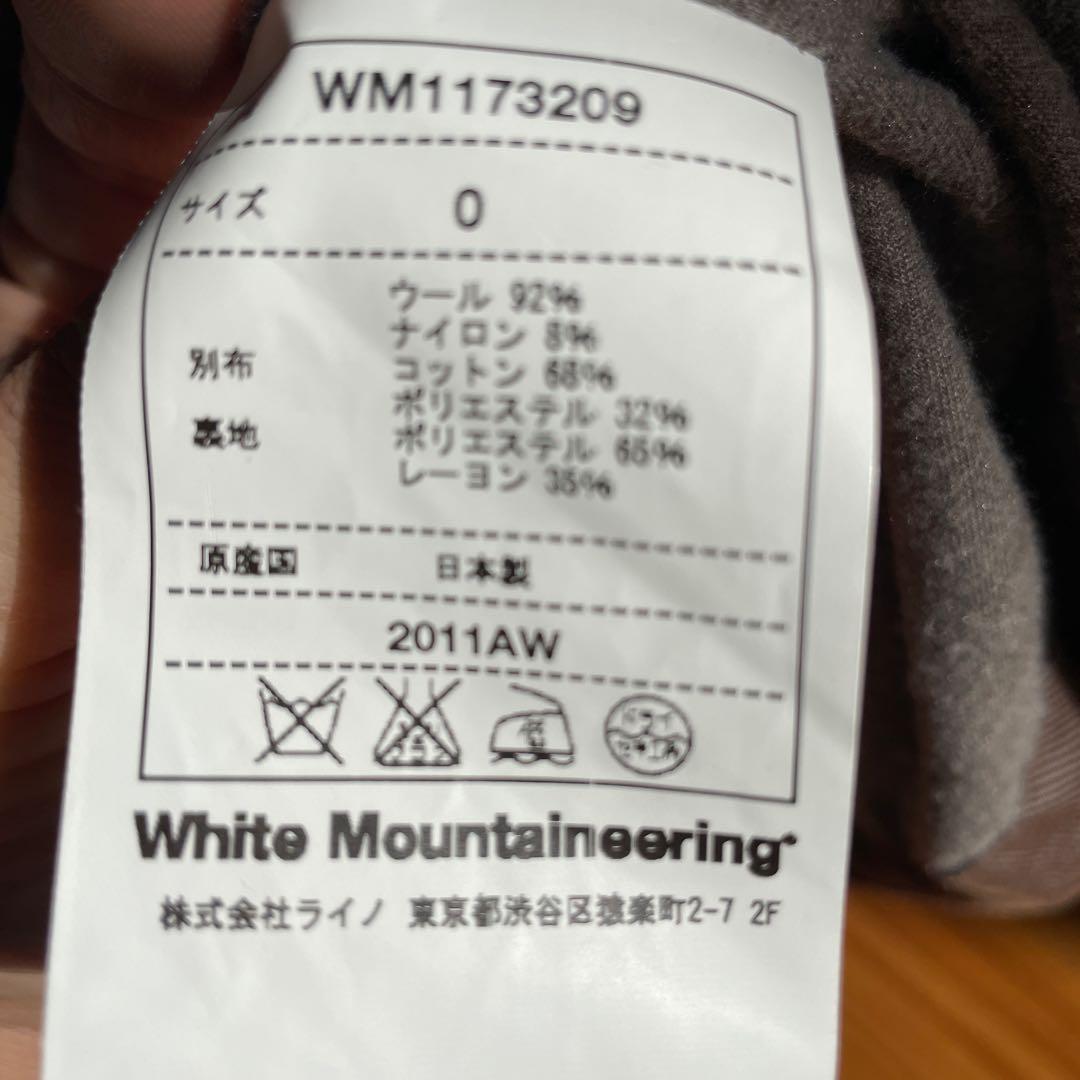 WM1173209
サイズ 0
ウール 92%
ナイロン 8%
別布 コットン 68%
ポリエステル 32%
裏地 ポリエステル 65%
レーヨン 35%
原産国 日本製
2011AW
ドライ
White Mountaineering
株式会社ライノ 東京都渋谷区猿楽町2-7 2F